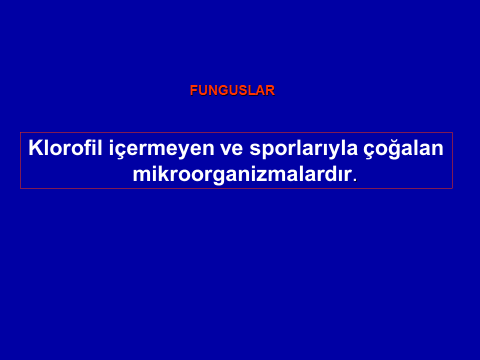 FUNGUSLAR
Klorofil içermeyen ve sporlarıyla çoğalan
mikroorganizmalardır.